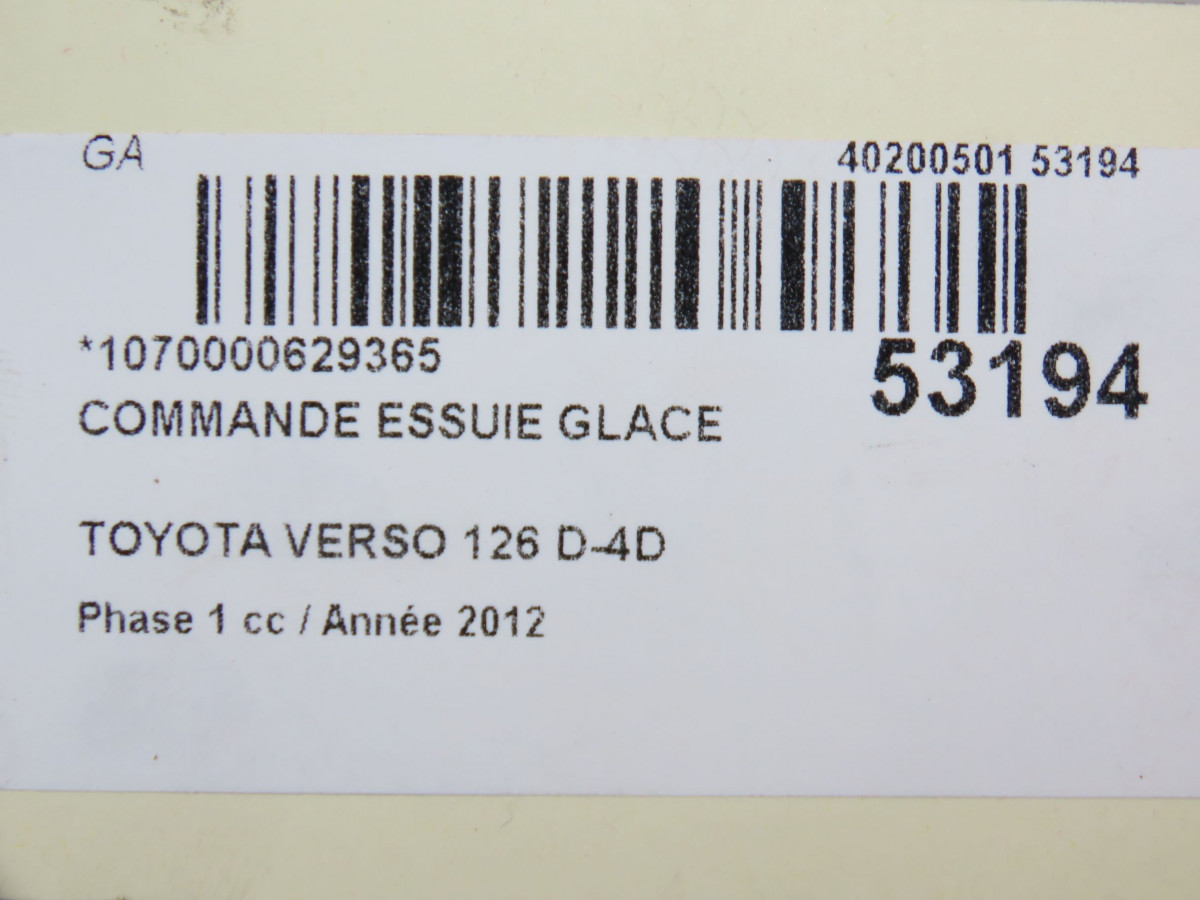 GA
40200501 53194
*1070000629365
53194
COMMANDE ESSUIE GLACE
TOYOTA VERSO 126 D-4D
Phase 1 cc / Année 2012